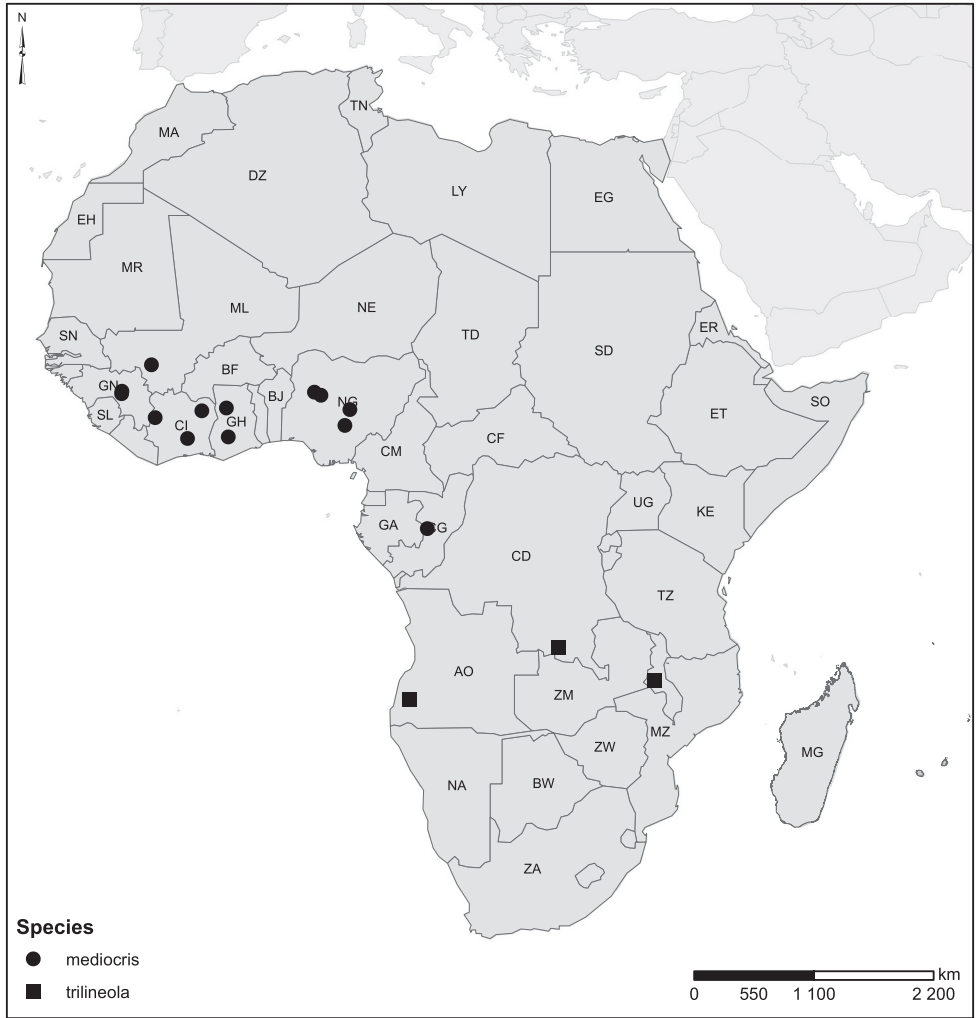 N
TN
MA
DZ
LY
EG
EH
MR
ML
NE
TD
SD
ER
SN
BF
GN
BJ
NG
SL
CI
GH
ET
SO
CM
CF
UG
KE
GA
CG
CD
TZ
AO
ZM
MZ
ZW
MG
NA
BW
ZA
Species
mediocris
trilineola
km
0 550 1 100 2 200